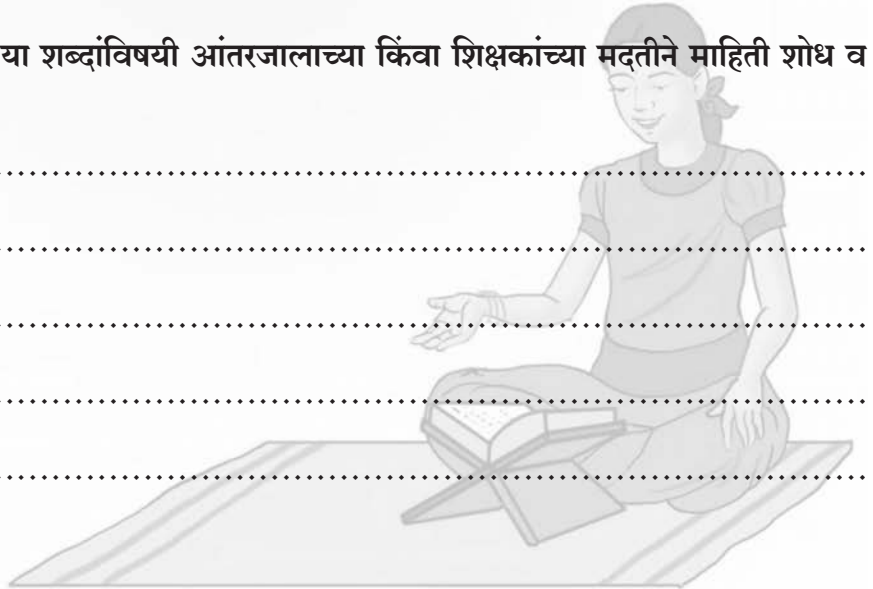 या शब्दांविषयी आंतरजालाच्या किंवा शिक्षकांच्या मदतीने माहिती शोध व